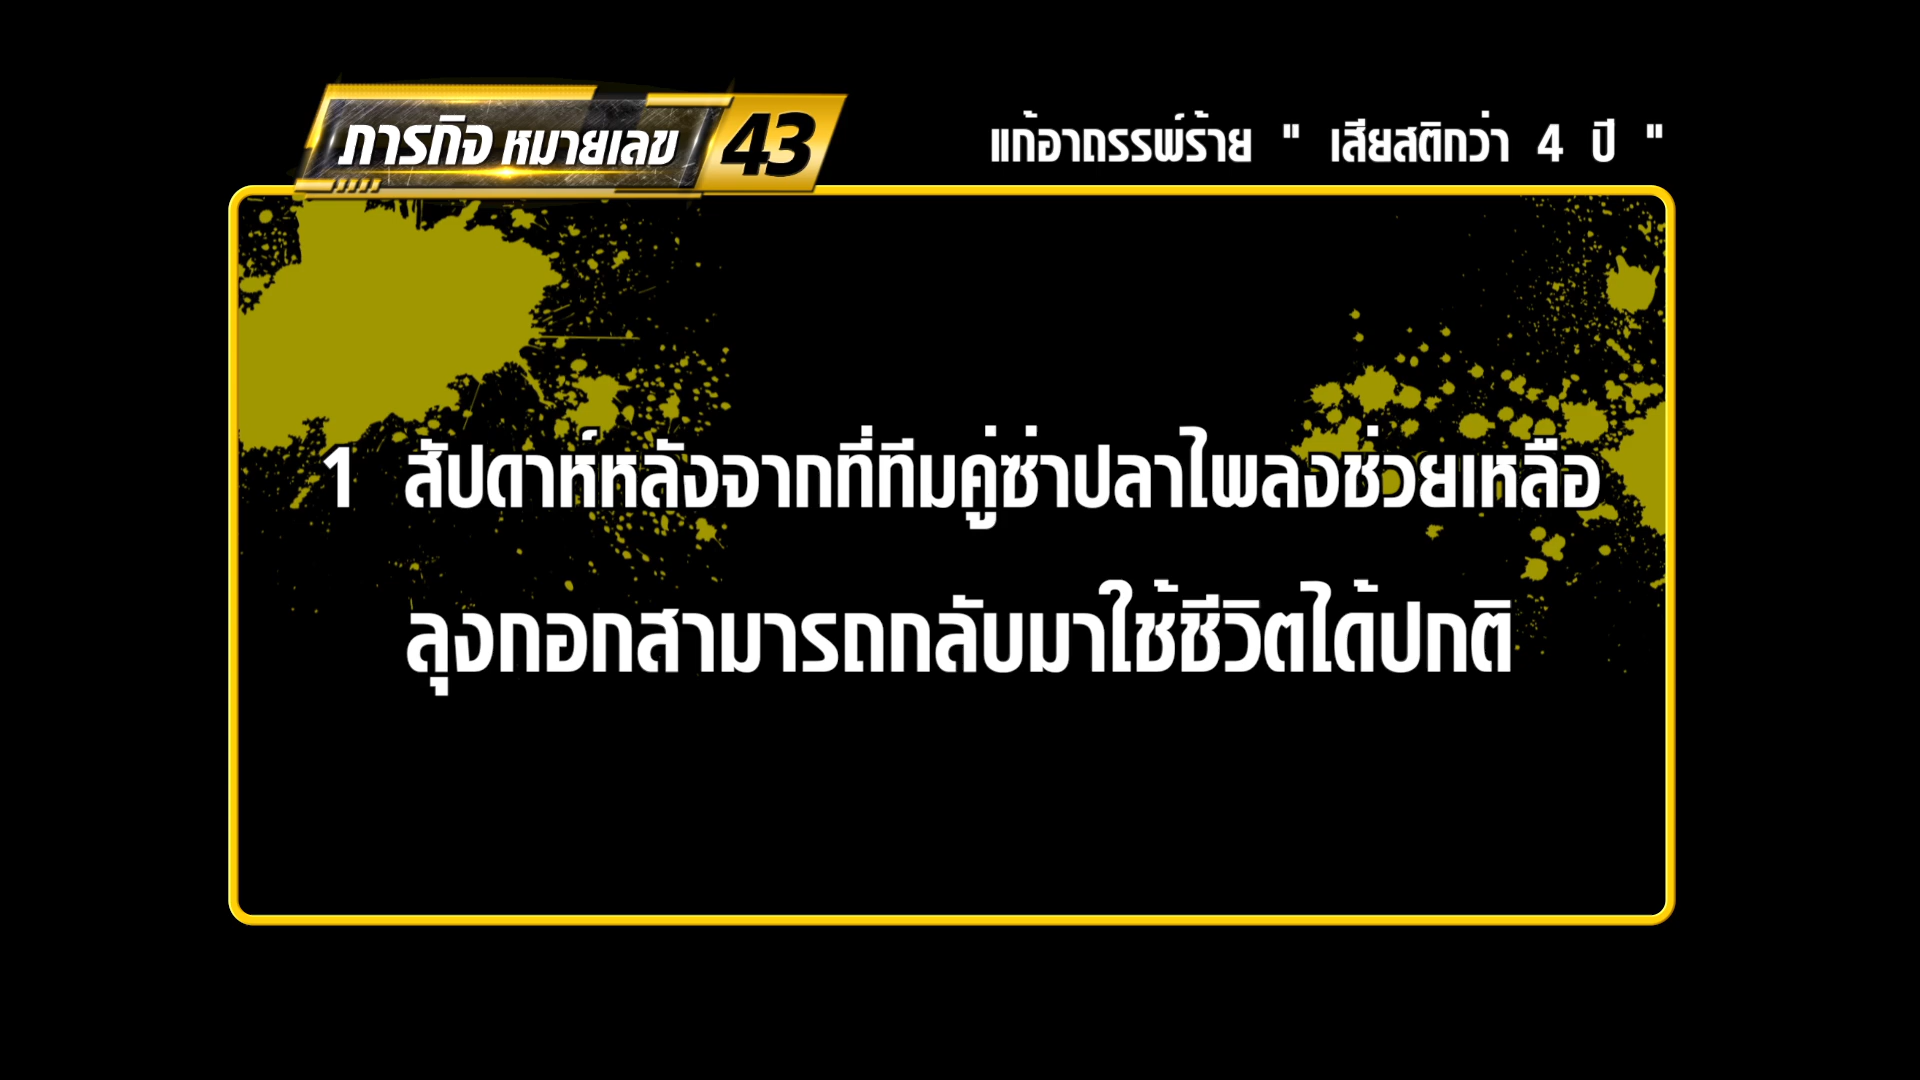 ภารกิจ หมายเลข 43
แก้อาถรรพ์ร้าย " เสียสติกว่า 4 ปี "
1 สัปดาห์หลังจากที่ทีมคู่ซ่าปลาไพลงช่วยเหลือ
ลุงกอกสามารถกลับมาใช้ชีวิตได้ปกติ